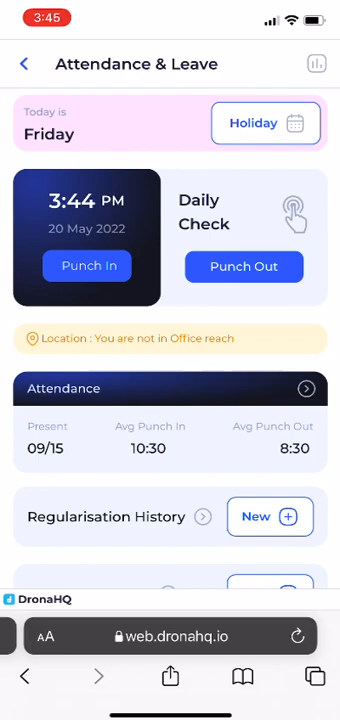 3:45
Attendance & Leave
Today is
Friday
Holiday
3:44 PM
20 May 2022
Punch In
Daily
Check
Punch Out
Location : You are not in Office reach
Attendance
Present
Avg Punch In
Avg Punch Out
09/15
10:30
8:30
Regularisation History
New
DronaHQ
AA
web.dronahq.io